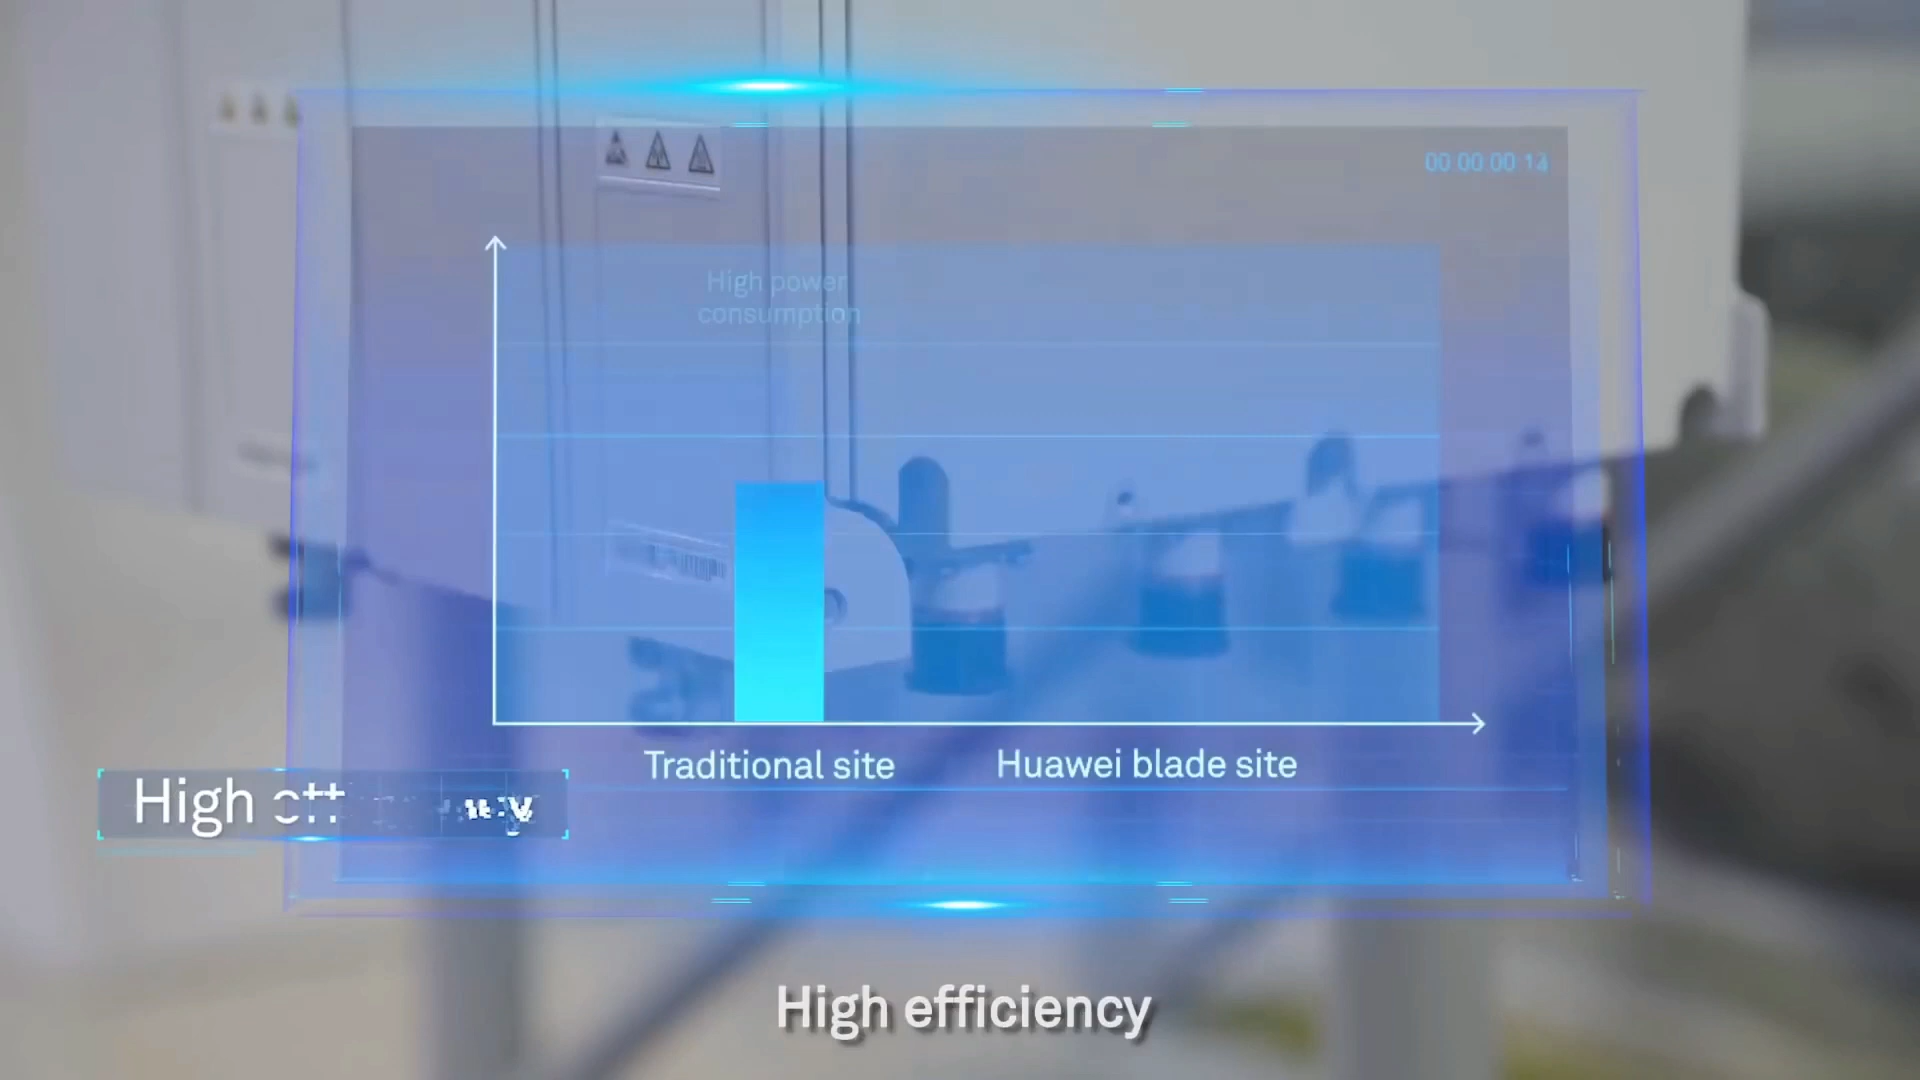 00 00 00 14
High power
consumption
Traditional site
Huawei blade site
High
High efficiency